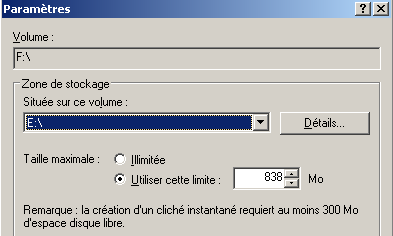 Paramètres
Volume :
F:\
Zone de stockage
Située sur ce volume :
E:\
Détails...
Taille maximale :
Illimitée
Utiliser cette limite :
838
Mo
Remarque : la création d'un cliché instantané requiert au moins 300 Mo
d'espace disque libre.